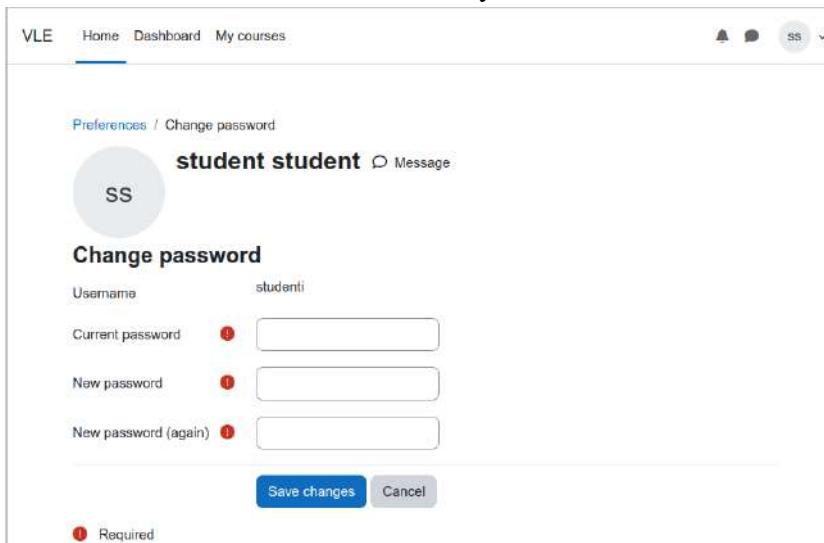 VLE Home Dashboard My courses ss
Preferences / Change password
SS
student student Message
Change password
Username studenti
Current password
New password
New password (again)
Save changes Cancel
Required